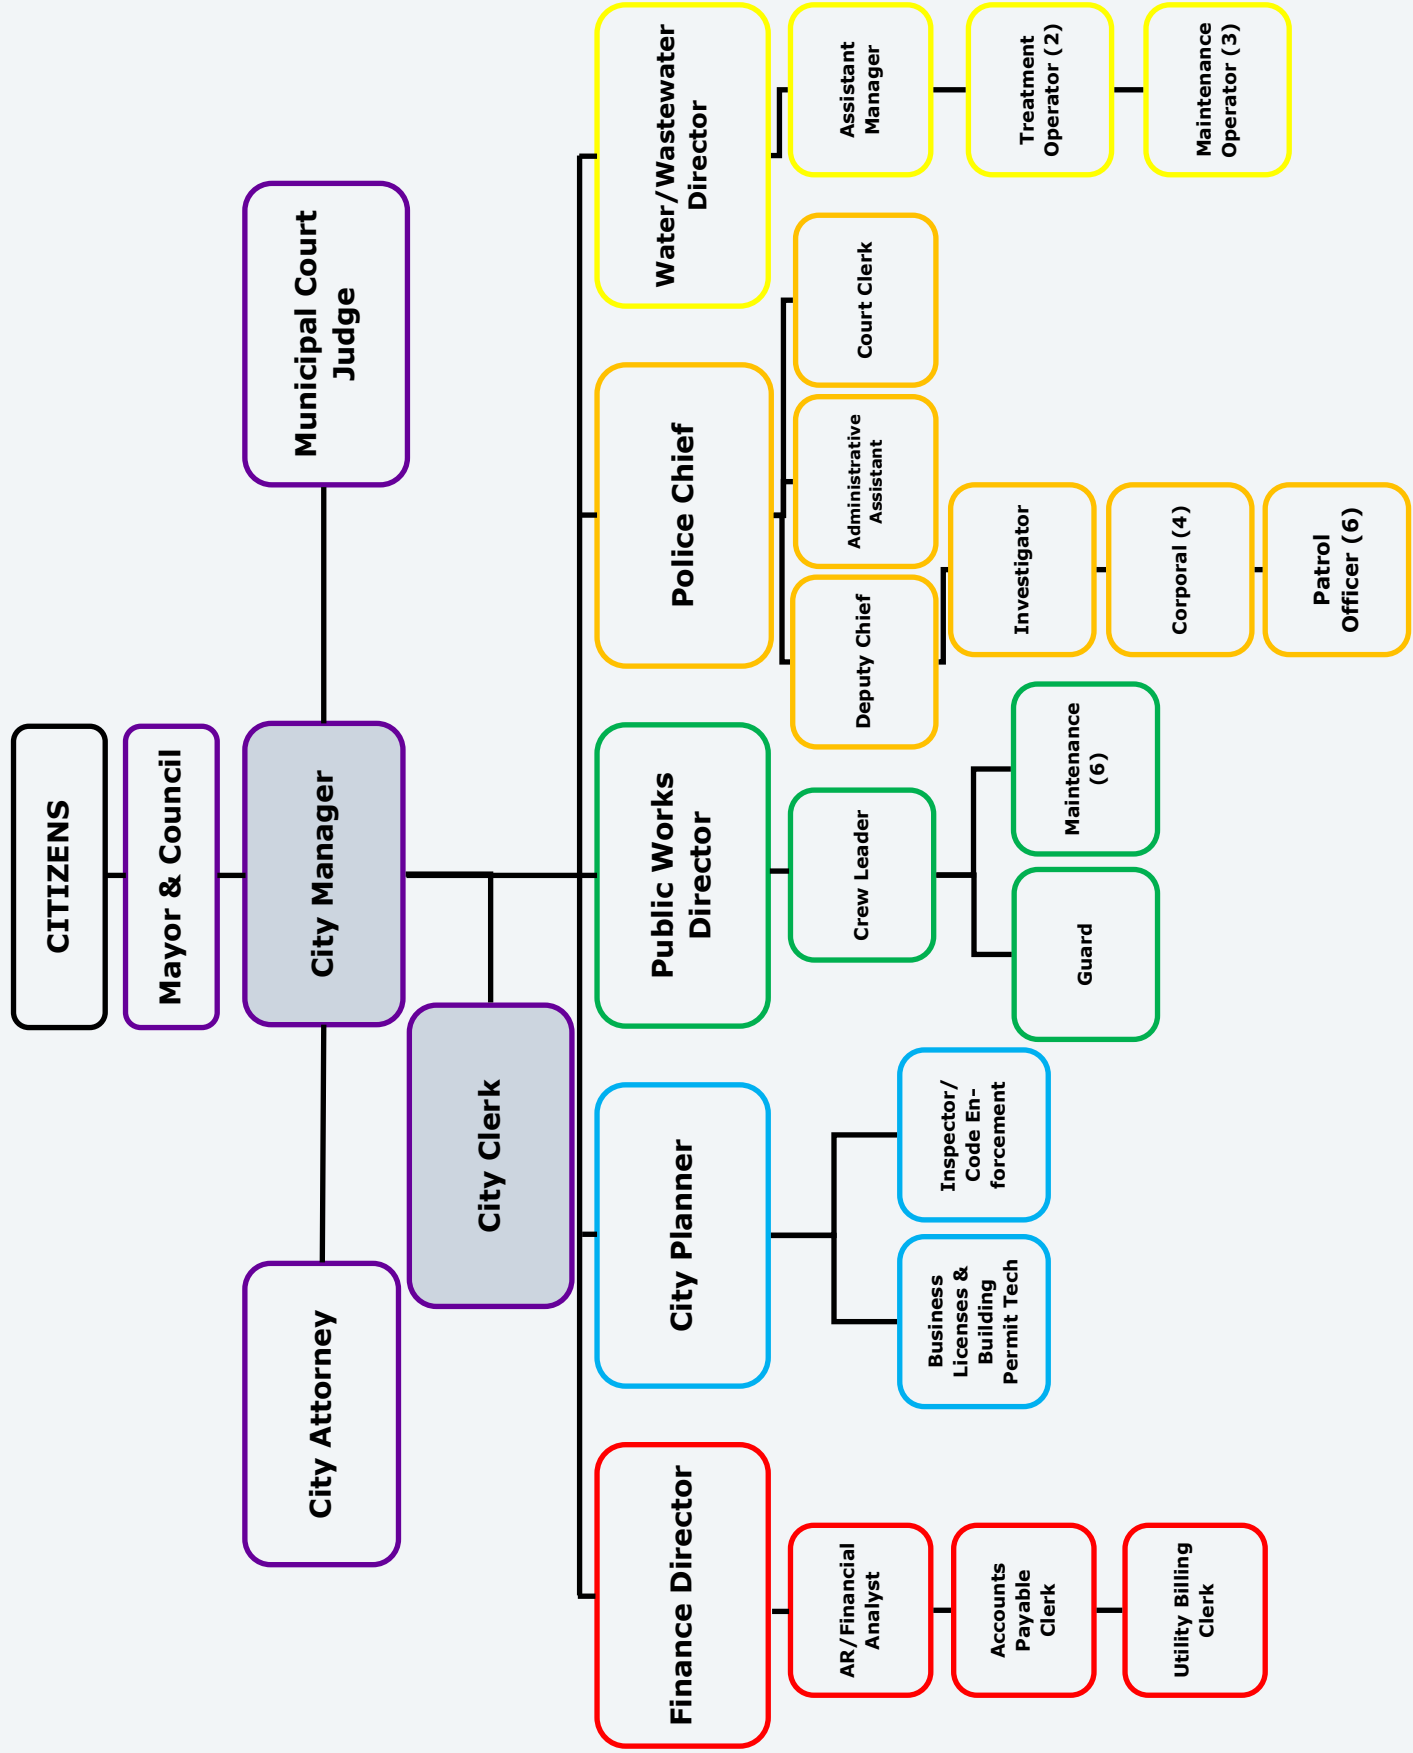 CITIZENS
Mayor & Council
City Attorney
City Manager
Municipal Court
Judge
City Clerk
Finance Director
City Planner
Public Works
Director
Police Chief
Water/Wastewater
Director
AR/Financial
Analyst
Accounts
Payable
Clerk
Utility Billing
Clerk
Business
Licenses &
Building
Permit Tech
Inspector/
Code En-
forcement
Crew Leader
Guard
Maintenance
(6)
Deputy Chief
Administrative
Assistant
Court Clerk
Investigator
Corporal (4)
Patrol
Officer (6)
Assistant
Manager
Treatment
Operator (2)
Maintenance
Operator (3)